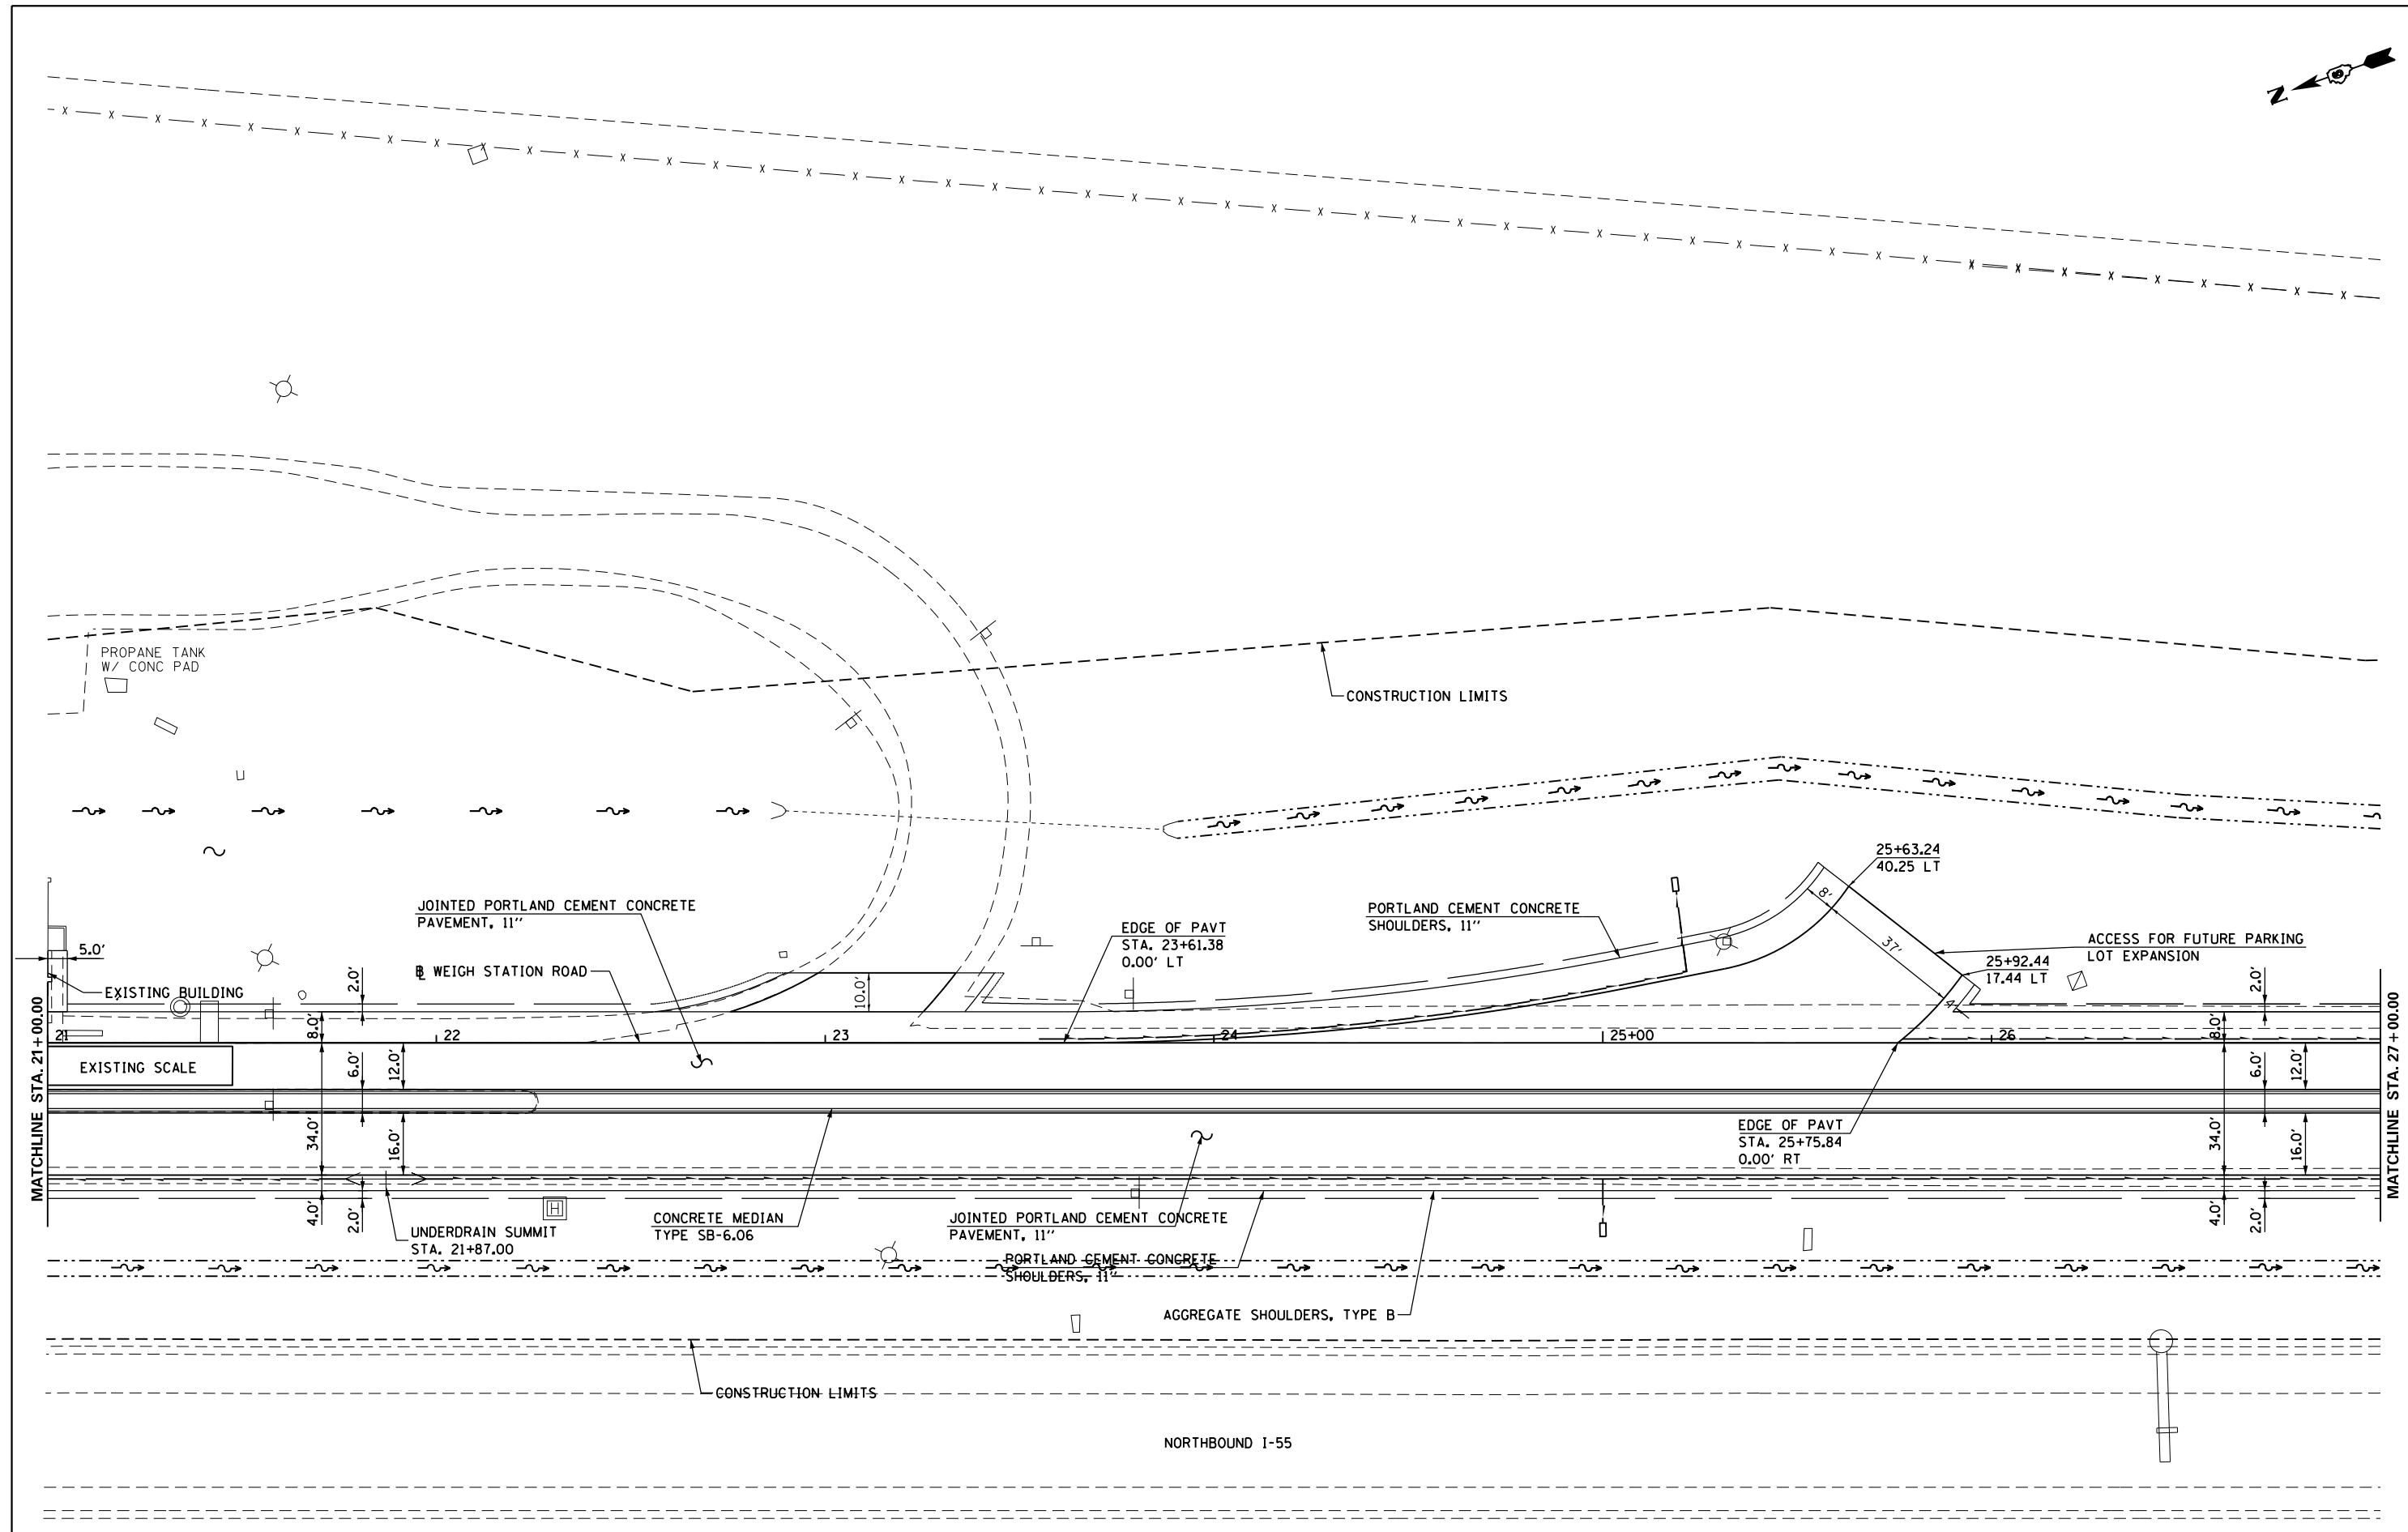 N
PROPANE TANK
W/ CONC PAD
CONSTRUCTION LIMITS
25+63.24
40.25 LT
JOINTED PORTLAND CEMENT CONCRETE
PAVEMENT, 11"
PORTLAND CEMENT CONCRETE
SHOULDERS, 11"
8'
EDGE OF PAVT
STA. 23+61.38
0.00' LT
37'
ACCESS FOR FUTURE PARKING
LOT EXPANSION
5.0'
℄ WEIGH STATION ROAD
25+92.44
17.44 LT
EXISTING BUILDING
2.0'
10.0'
4'
2.0'
MATCHLINE STA. 21+00.00
8.0'
21
22
23
24
25+00
26
8.0'
MATCHLINE STA. 27+00.00
EXISTING SCALE
6.0'
12.0'
6.0'
12.0'
34.0'
16.0'
EDGE OF PAVT
STA. 25+75.84
0.00' RT
34.0'
16.0'
4.0'
2.0'
UNDERDRAIN SUMMIT
STA. 21+87.00
H
CONCRETE MEDIAN
TYPE SB-6.06
JOINTED PORTLAND CEMENT CONCRETE
PAVEMENT, 11"
4.0'
2.0'
PORTLAND CEMENT CONCRETE
SHOULDERS, 11"
AGGREGATE SHOULDERS, TYPE B
CONSTRUCTION LIMITS
NORTHBOUND I-55